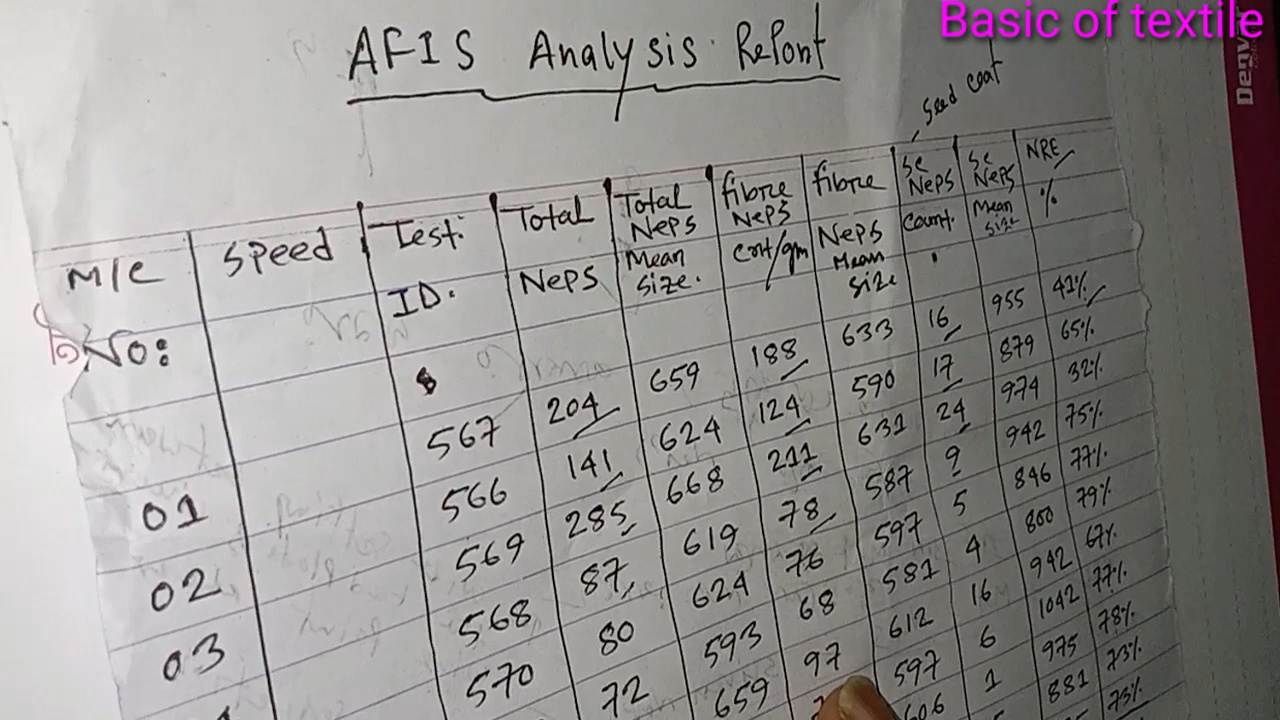 Basic of textile
AFIS Analysis Report
seed coat
M/C No: Speed Test ID. Total Neps Total Neps Mean size. fibre Neps cnt/gm fibre Neps Mean size Sc Neps count. Sc Neps Mean size NRE %
01 567 204 659 188 633 16 955 41%
02 566 141 624 124 590 17 879 65%
03 569 285 668 211 631 24 974 32%
568 87 619 78 587 9 942 75%
570 80 624 76 597 5 846 77%
72 593 68 581 4 800 79%
659 97 612 16 942 67%
597 6 1042 77%
606 1 975 78%
881 73%